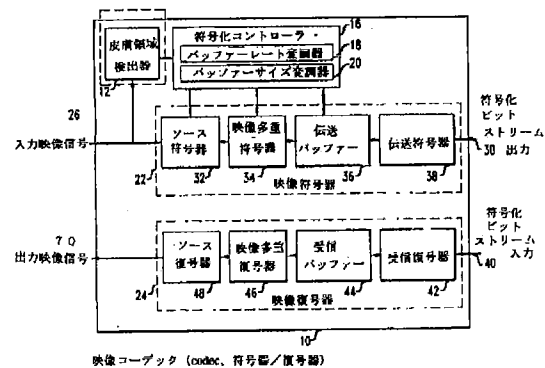 16
符号化コントローラ
バッファーレート変調器
18
バッファーサイズ変調器
20
皮膚領域
検出器
12
26
入力映像信号
ソース
符号器
映像多重
符号器
伝送
バッファー
伝送符号器
符号化
ビット
ストリーム
30 出力
22
32
34
36
38
映像符号器
70
出力映像信号
ソース
復号器
映像多重
復号器
受信
バッファー
受信復号器
符号化
ビット
ストリーム
入力
40
24
48
46
44
42
映像復号器
10
映像コーデック (codec、符号器/復号器)